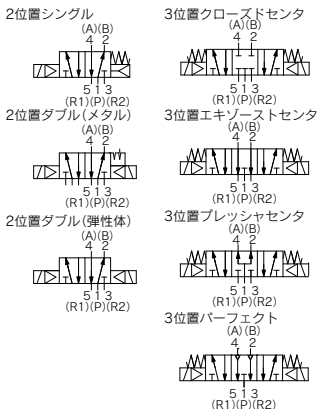 2位置シングル
(A)(B)
4 2
5 1 3
(R1)(P)(R2)
2位置ダブル(メタル)
(A)(B)
4 2
5 1 3
(R1)(P)(R2)
2位置ダブル(弾性体)
(A)(B)
4 2
5 1 3
(R1)(P)(R2)
3位置クローズドセンタ
(A)(B)
4 2
5 1 3
(R1)(P)(R2)
3位置エキゾーストセンタ
(A)(B)
4 2
5 1 3
(R1)(P)(R2)
3位置プレッシャセンタ
(A)(B)
4 2
5 1 3
(R1)(P)(R2)
3位置パーフェクト
(A)(B)
4 2
5 1 3
(R1)(P)(R2)